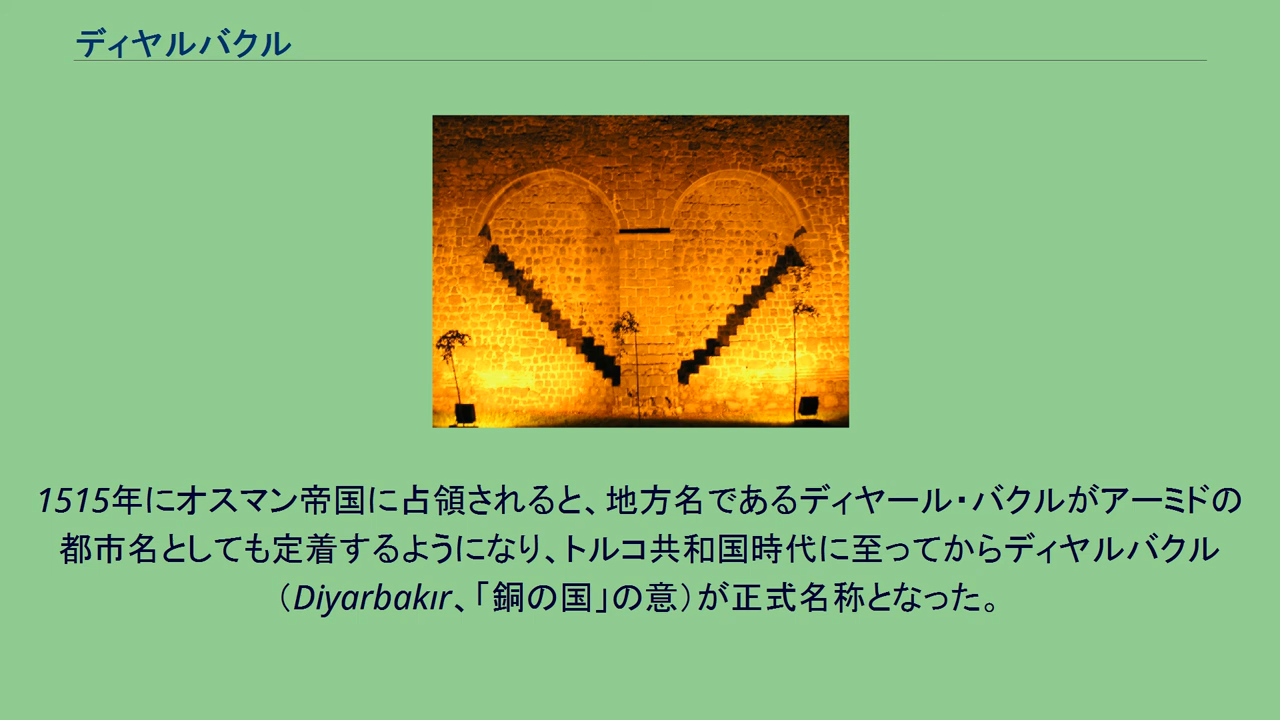 ディヤルバクル
1515年にオスマン帝国に占領されると、地方名であるディヤール・バクルがアーミドの
都市名としても定着するようになり、トルコ共和国時代に至ってからディヤルバクル
（Diyarbakır、「銅の国」の意）が正式名称となった。